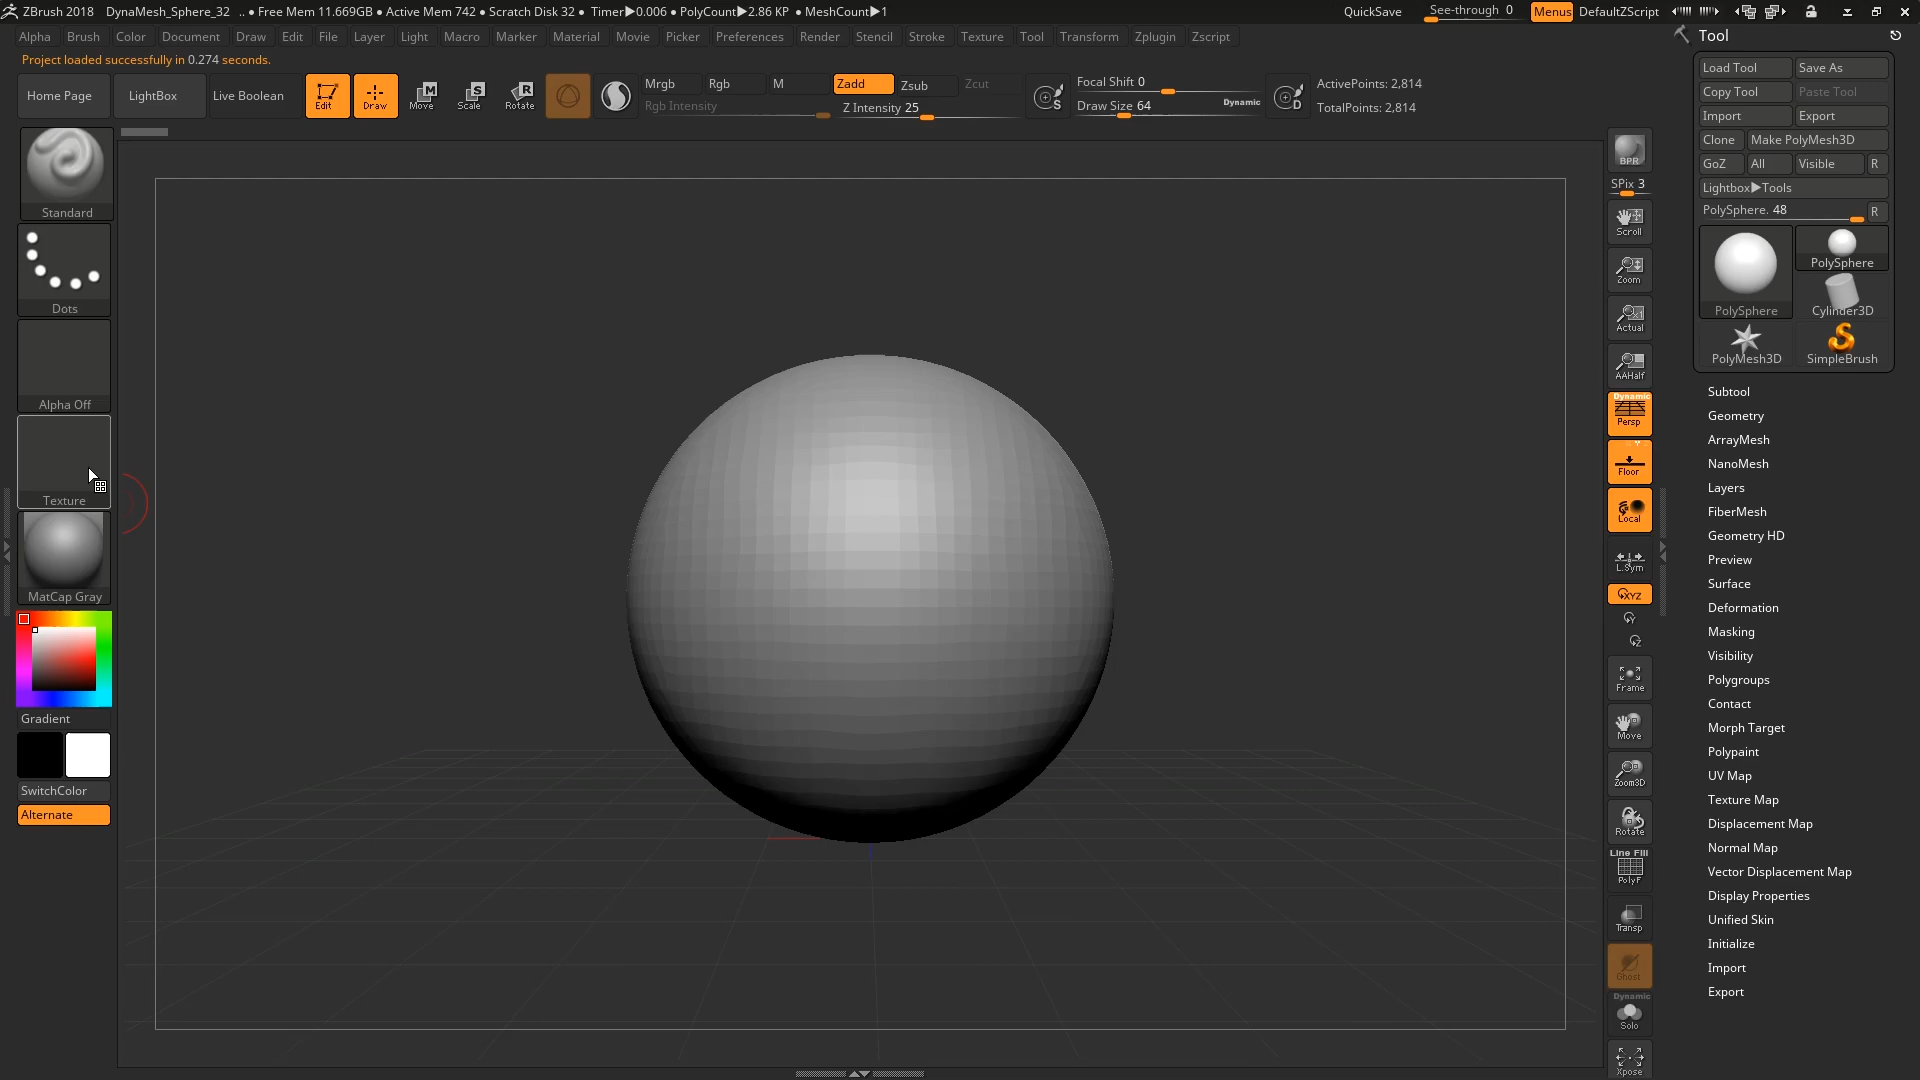 ZBrush 2018 DynaMesh_Sphere_32 .. • Free Mem 11.669GB • Active Mem 742 • Scratch Disk 32 • Timer▶0.006 • PolyCount▶2.86 KP • MeshCount▶1 QuickSave See-through 0 Menus DefaultZScript
Alpha Brush Color Document Draw Edit File Layer Light Macro Marker Material Movie Picker Preferences Render Stencil Stroke Texture Tool Transform Zplugin Zscript
Project loaded successfully in 0.274 seconds.
Home Page LightBox Live Boolean Edit Draw Move Scale Rotate
Mrgb Rgb M Zadd Zsub Zcut
Rgb Intensity Z Intensity 25
S Focal Shift 0
Draw Size 64 Dynamic
D ActivePoints: 2,814
TotalPoints: 2,814
Standard
Dots
Alpha Off
Texture
MatCap Gray
Gradient
SwitchColor
Alternate
BPR
SPix 3
Scroll
Zoom
Actual
AAHalf
Dynamic
Persp
Floor
Local
L.Sym
XYZ
Y
Z
Frame
Move
Zoom3D
Rotate
Line Fill
PolyF
Transp
Ghost
Dynamic
Solo
Xpose
Tool
Load Tool Save As
Copy Tool Paste Tool
Import Export
Clone Make PolyMesh3D
GoZ All Visible R
Lightbox▶Tools
PolySphere. 48 R
PolySphere
PolySphere
Cylinder3D
PolyMesh3D SimpleBrush
Subtool
Geometry
ArrayMesh
NanoMesh
Layers
FiberMesh
Geometry HD
Preview
Surface
Deformation
Masking
Visibility
Polygroups
Contact
Morph Target
Polypaint
UV Map
Texture Map
Displacement Map
Normal Map
Vector Displacement Map
Display Properties
Unified Skin
Initialize
Import
Export